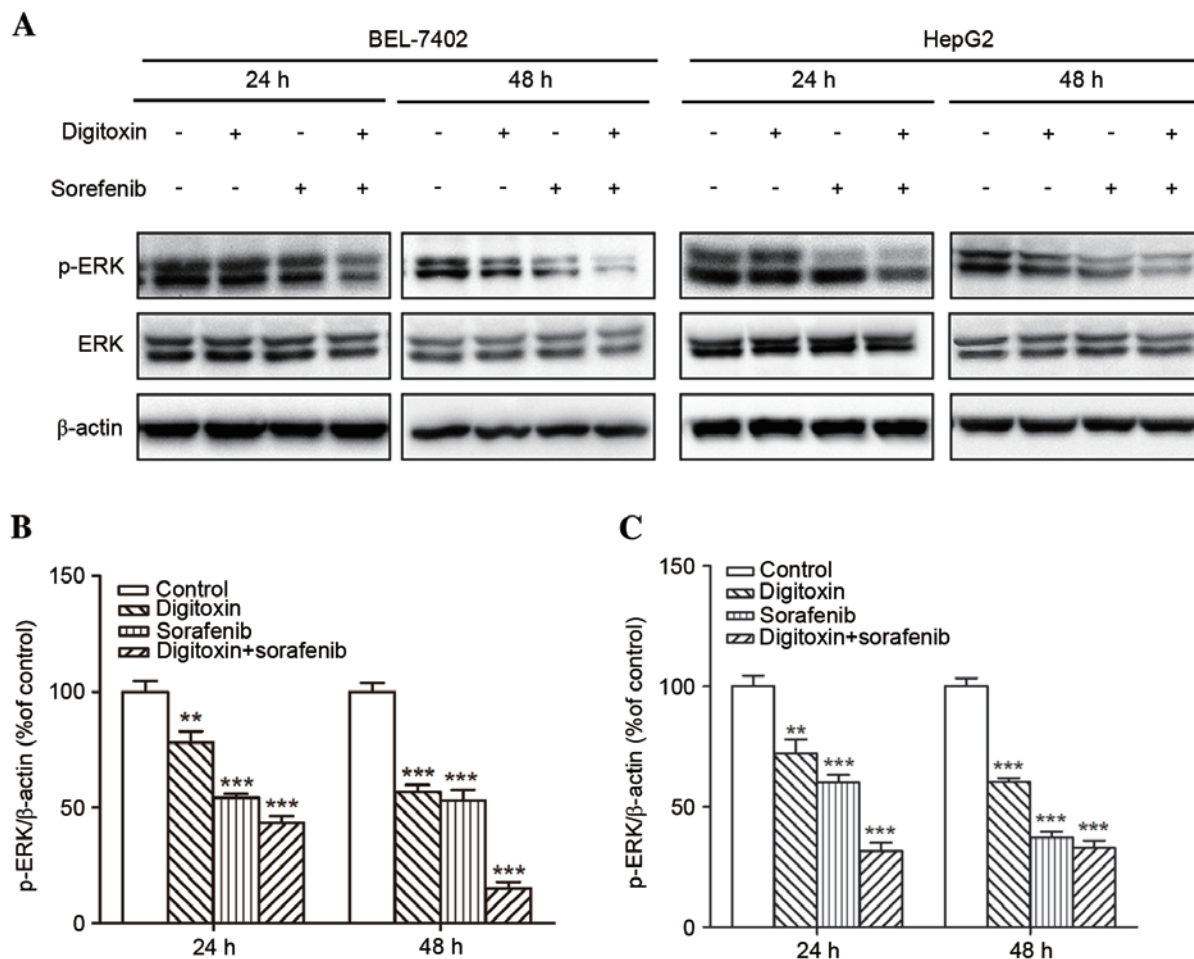 A
BEL-7402 HepG2
24 h 48 h 24 h 48 h
Digitoxin - + - + - + - + - + - + - + - +
Sorefenib - - + + - - + + - - + + - - + +
p-ERK
ERK
β-actin
B
150
100
50
0
p-ERK/β-actin (%of control)
Control
Digitoxin
Sorafenib
Digitoxin+sorafenib
** *** *** *** *** ***
24 h 48 h
C
150
100
50
0
p-ERK/β-actin (%of control)
Control
Digitoxin
Sorafenib
Digitoxin+sorafenib
** *** *** *** *** ***
24 h 48 h